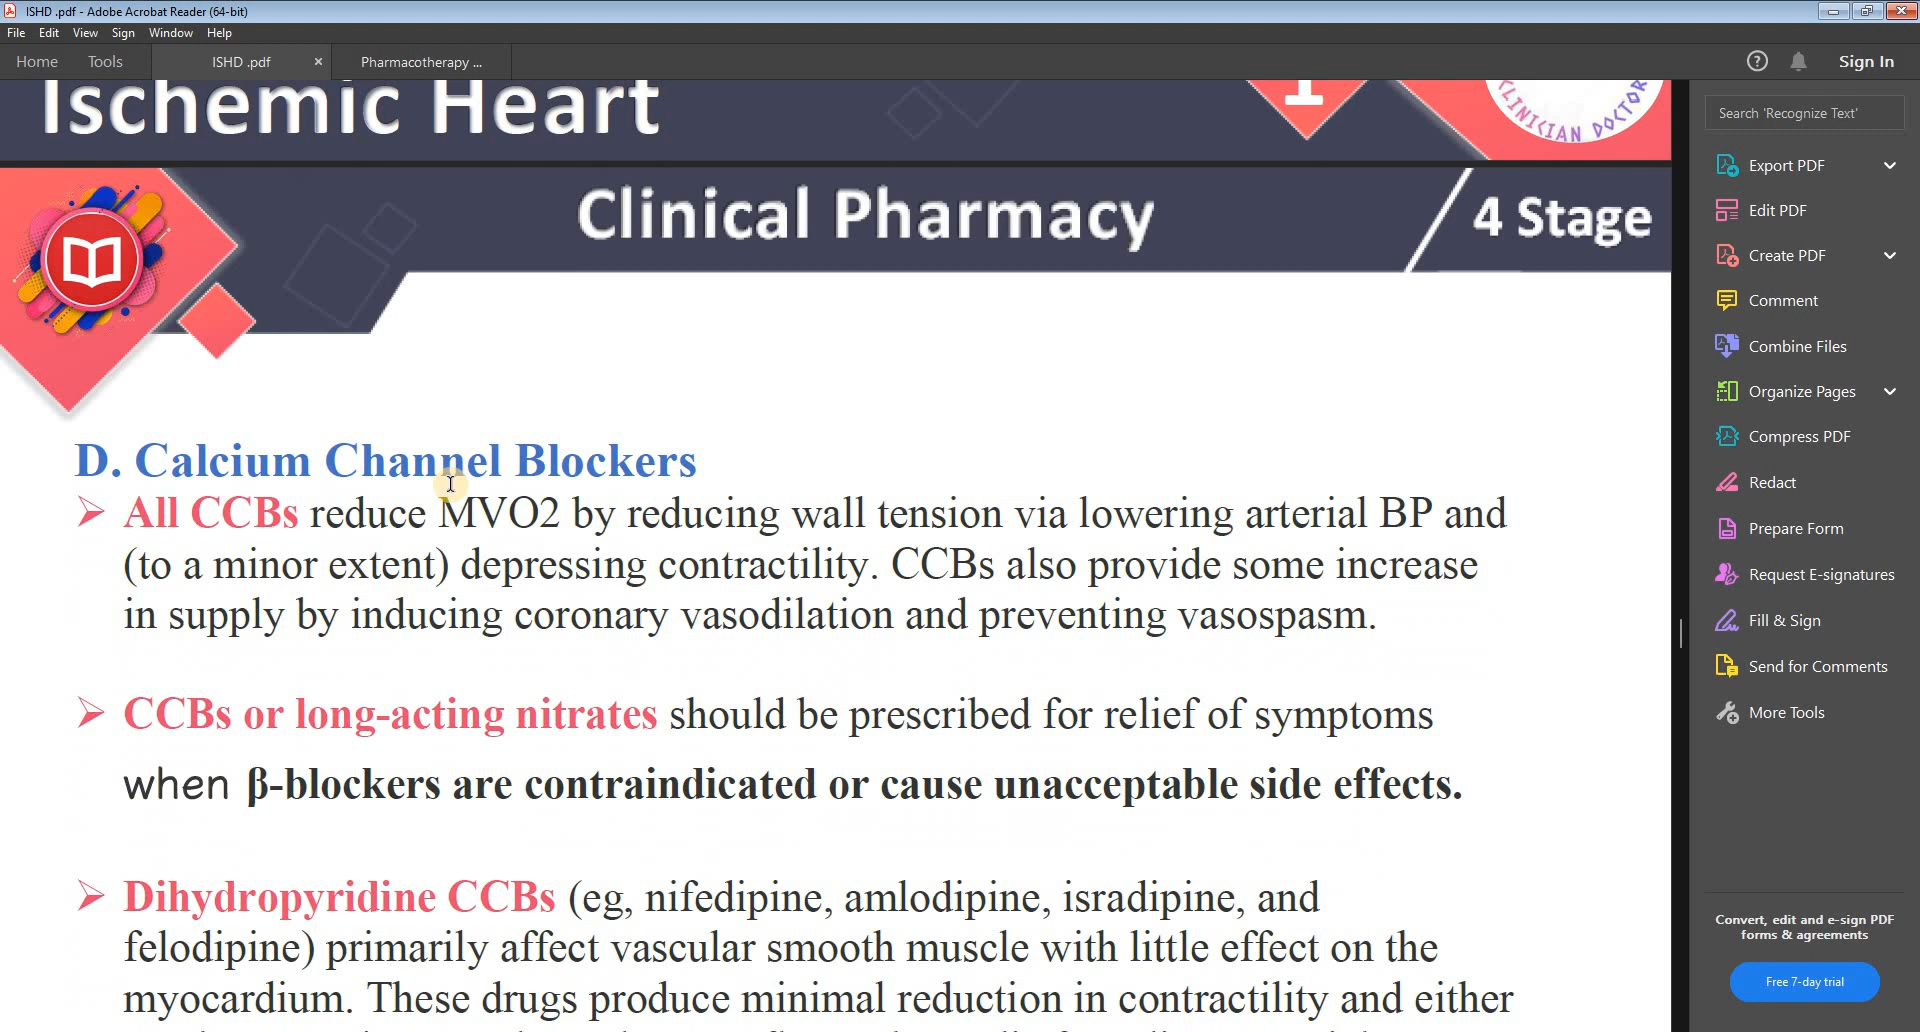 ISHD .pdf - Adobe Acrobat Reader (64-bit)
File Edit View Sign Window Help
Home Tools ISHD .pdf × Pharmacotherapy ... Sign In
Ischemic Heart
1
CLINICIAN DOCTOR
Clinical Pharmacy
4 Stage
D. Calcium Channel Blockers
➢ All CCBs reduce MVO2 by reducing wall tension via lowering arterial BP and
(to a minor extent) depressing contractility. CCBs also provide some increase
in supply by inducing coronary vasodilation and preventing vasospasm.
➢ CCBs or long-acting nitrates should be prescribed for relief of symptoms
when β-blockers are contraindicated or cause unacceptable side effects.
➢ Dihydropyridine CCBs (eg, nifedipine, amlodipine, isradipine, and
felodipine) primarily affect vascular smooth muscle with little effect on the
myocardium. These drugs produce minimal reduction in contractility and either
Search 'Recognize Text'
Export PDF
Edit PDF
Create PDF
Comment
Combine Files
Organize Pages
Compress PDF
Redact
Prepare Form
Request E-signatures
Fill & Sign
Send for Comments
More Tools
Convert, edit and e-sign PDF
forms & agreements
Free 7-day trial